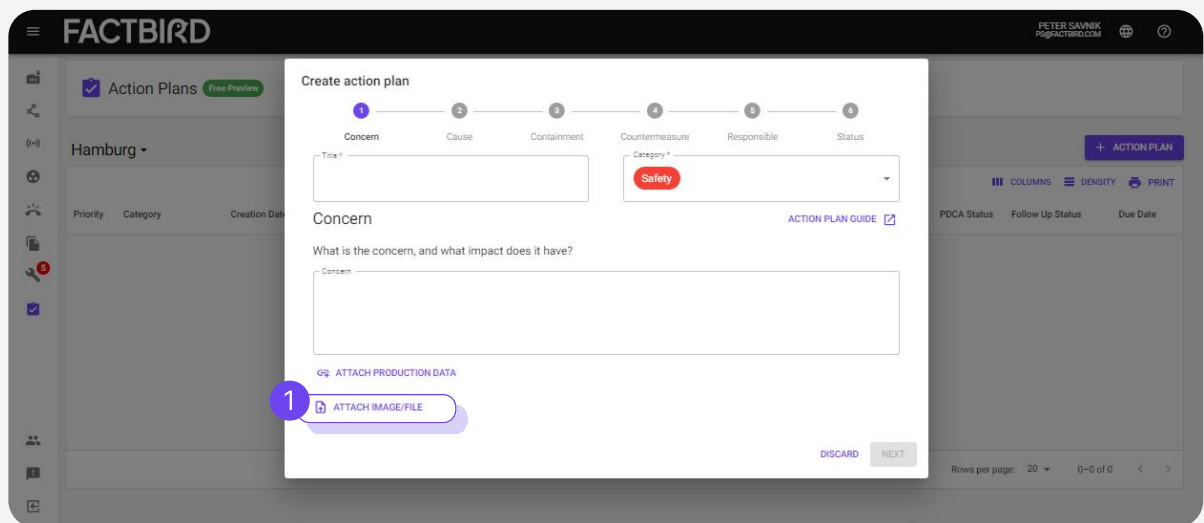 FACTBIRD
PETER SAVNIK
PS@FACTBIRD.COM
Action Plans Free Preview
Hamburg
+ ACTION PLAN
COLUMNS DENSITY PRINT
Priority Category Creation Date PDCA Status Follow Up Status Due Date
5
Create action plan
1 2 3 4 5 6
Concern Cause Containment Countermeasure Responsible Status
Title *
Category *
Safety
Concern
ACTION PLAN GUIDE
What is the concern, and what impact does it have?
Concern
ATTACH PRODUCTION DATA
1 ATTACH IMAGE/FILE
DISCARD NEXT
Rows per page: 20 0–0 of 0